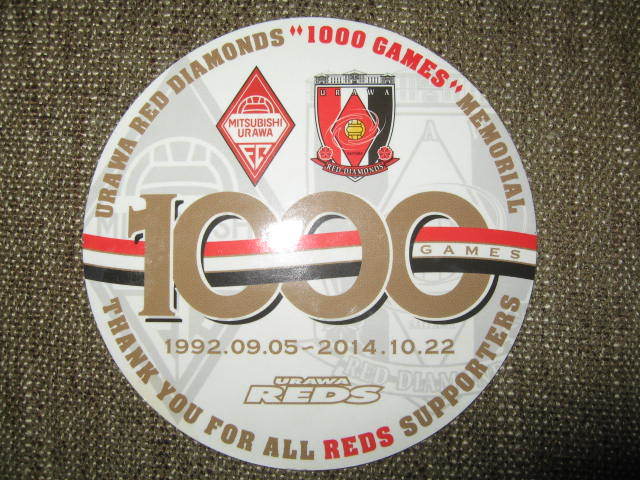 URAWA RED DIAMONDS "1000 GAMES" MEMORIAL
MITSUBISHI
URAWA
FC
URAWA
RED-DIAMONDS
1000
GAMES
1992.09.05-2014.10.22
URAWA
REDS
THANK YOU FOR ALL REDS SUPPORTERS